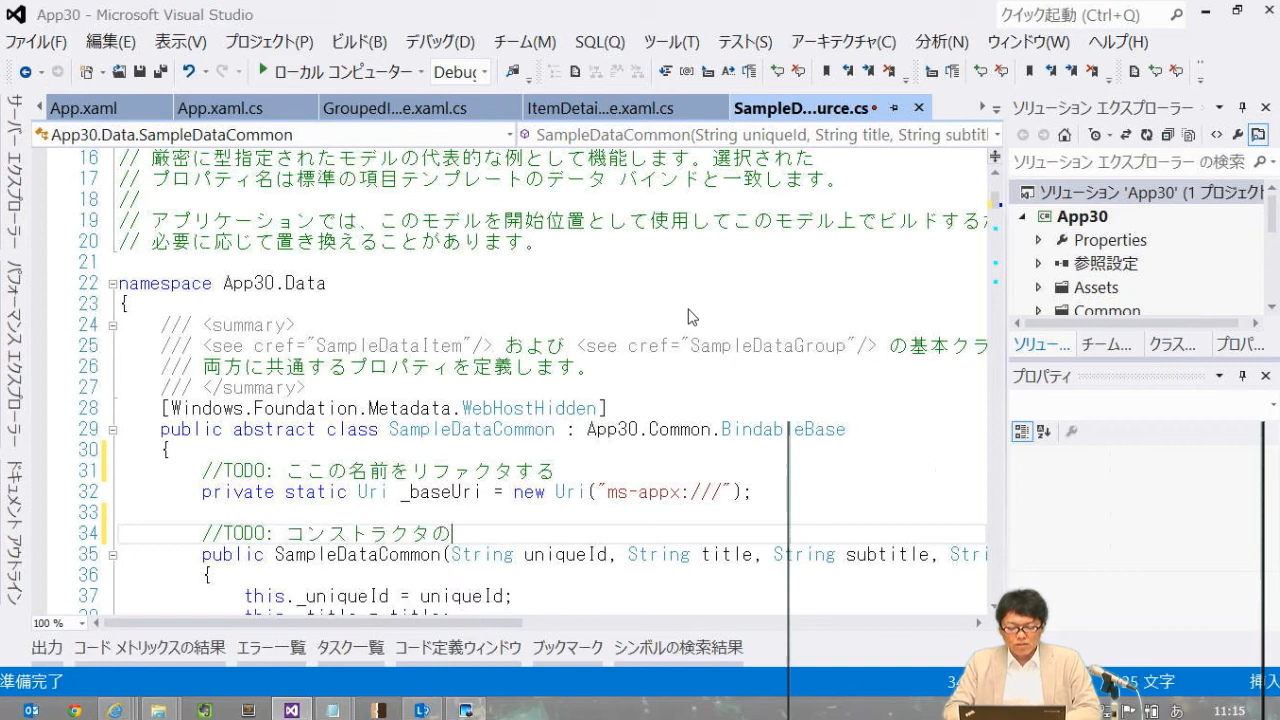 App30 - Microsoft Visual Studio
クイック起動 (Ctrl+Q)
ファイル(F) 編集(E) 表示(V) プロジェクト(P) ビルド(B) デバッグ(D) チーム(M) SQL(Q) ツール(T) テスト(S) アーキテクチャ(C) 分析(N) ウィンドウ(W) ヘルプ(H)
ローカル コンピューター Debug
App.xaml App.xaml.cs GroupedI...e.xaml.cs ItemDetai...e.xaml.cs SampleD...urce.cs
App30.Data.SampleDataCommon SampleDataCommon(String uniqueId, String title, String subtitl
サーバー エクスプローラー
パフォーマンス エクスプローラー
ドキュメント アウトライン
16 // 厳密に型指定されたモデルの代表的な例として機能します。選択された
17 // プロパティ名は標準の項目テンプレートのデータ バインドと一致します。
18 //
19 // アプリケーションでは、このモデルを開始位置として使用してこのモデル上でビルドするか
20 // 必要に応じて置き換えることがあります。
21
22 namespace App30.Data
23 {
24 /// <summary>
25 /// <see cref="SampleDataItem"/> および <see cref="SampleDataGroup"/> の基本クラ
26 /// 両方に共通するプロパティを定義します。
27 /// </summary>
28 [Windows.Foundation.Metadata.WebHostHidden]
29 public abstract class SampleDataCommon : App30.Common.BindableBase
30 {
31 //TODO: ここの名前をリファクタする
32 private static Uri _baseUri = new Uri("ms-appx:///");
33
34 //TODO: コンストラクタの
35 public SampleDataCommon(String uniqueId, String title, String subtitle, Stri
36 {
37 this._uniqueId = uniqueId;
100 %
出力 コード メトリックスの結果 エラー一覧 タスク一覧 コード定義ウィンドウ ブックマーク シンボルの検索結果
準備完了
文字
挿入
ソリューション エクスプローラー
ソリューション エクスプローラー の検索
ソリューション 'App30' (1 プロジェクト
App30
Properties
参照設定
Assets
Common
ソリュー... チーム... クラス... プロパ...
プロパティ
あ 11:15